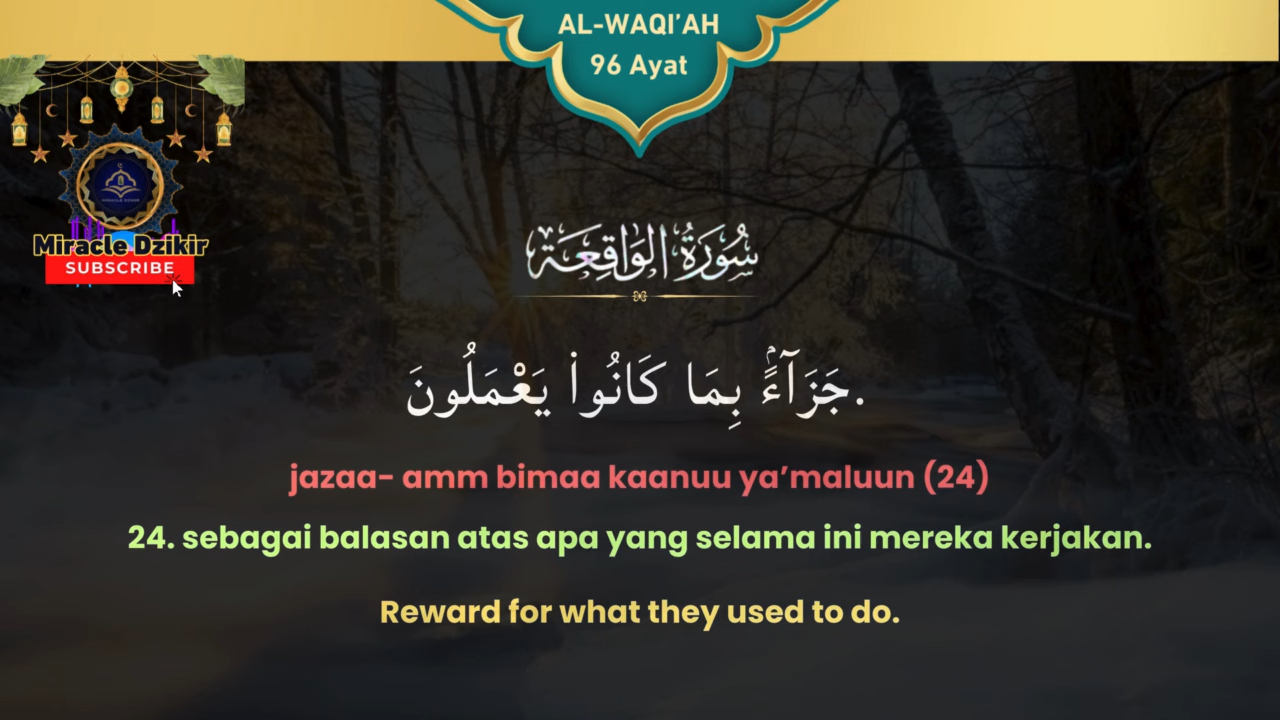 AL-WAQI’AH
96 Ayat
Miracle Dzikir
SUBSCRIBE
سُورَةُ الوَاقِعَة
جَزَآءًۢ بِمَا كَانُوا۟ يَعْمَلُونَ.
jazaa- amm bimaa kaanuu ya’maluun (24)
24. sebagai balasan atas apa yang selama ini mereka kerjakan.
Reward for what they used to do.